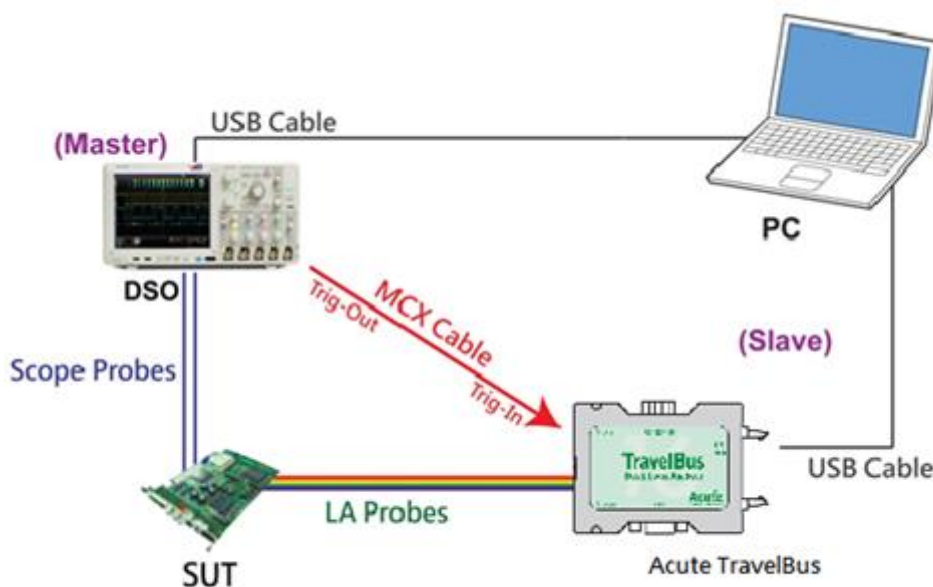 USB Cable
(Master)
PC
DSO
MCX Cable
Trig-Out
Trig-In
(Slave)
Scope Probes
TravelBus
Acute
USB Cable
LA Probes
SUT
Acute TravelBus